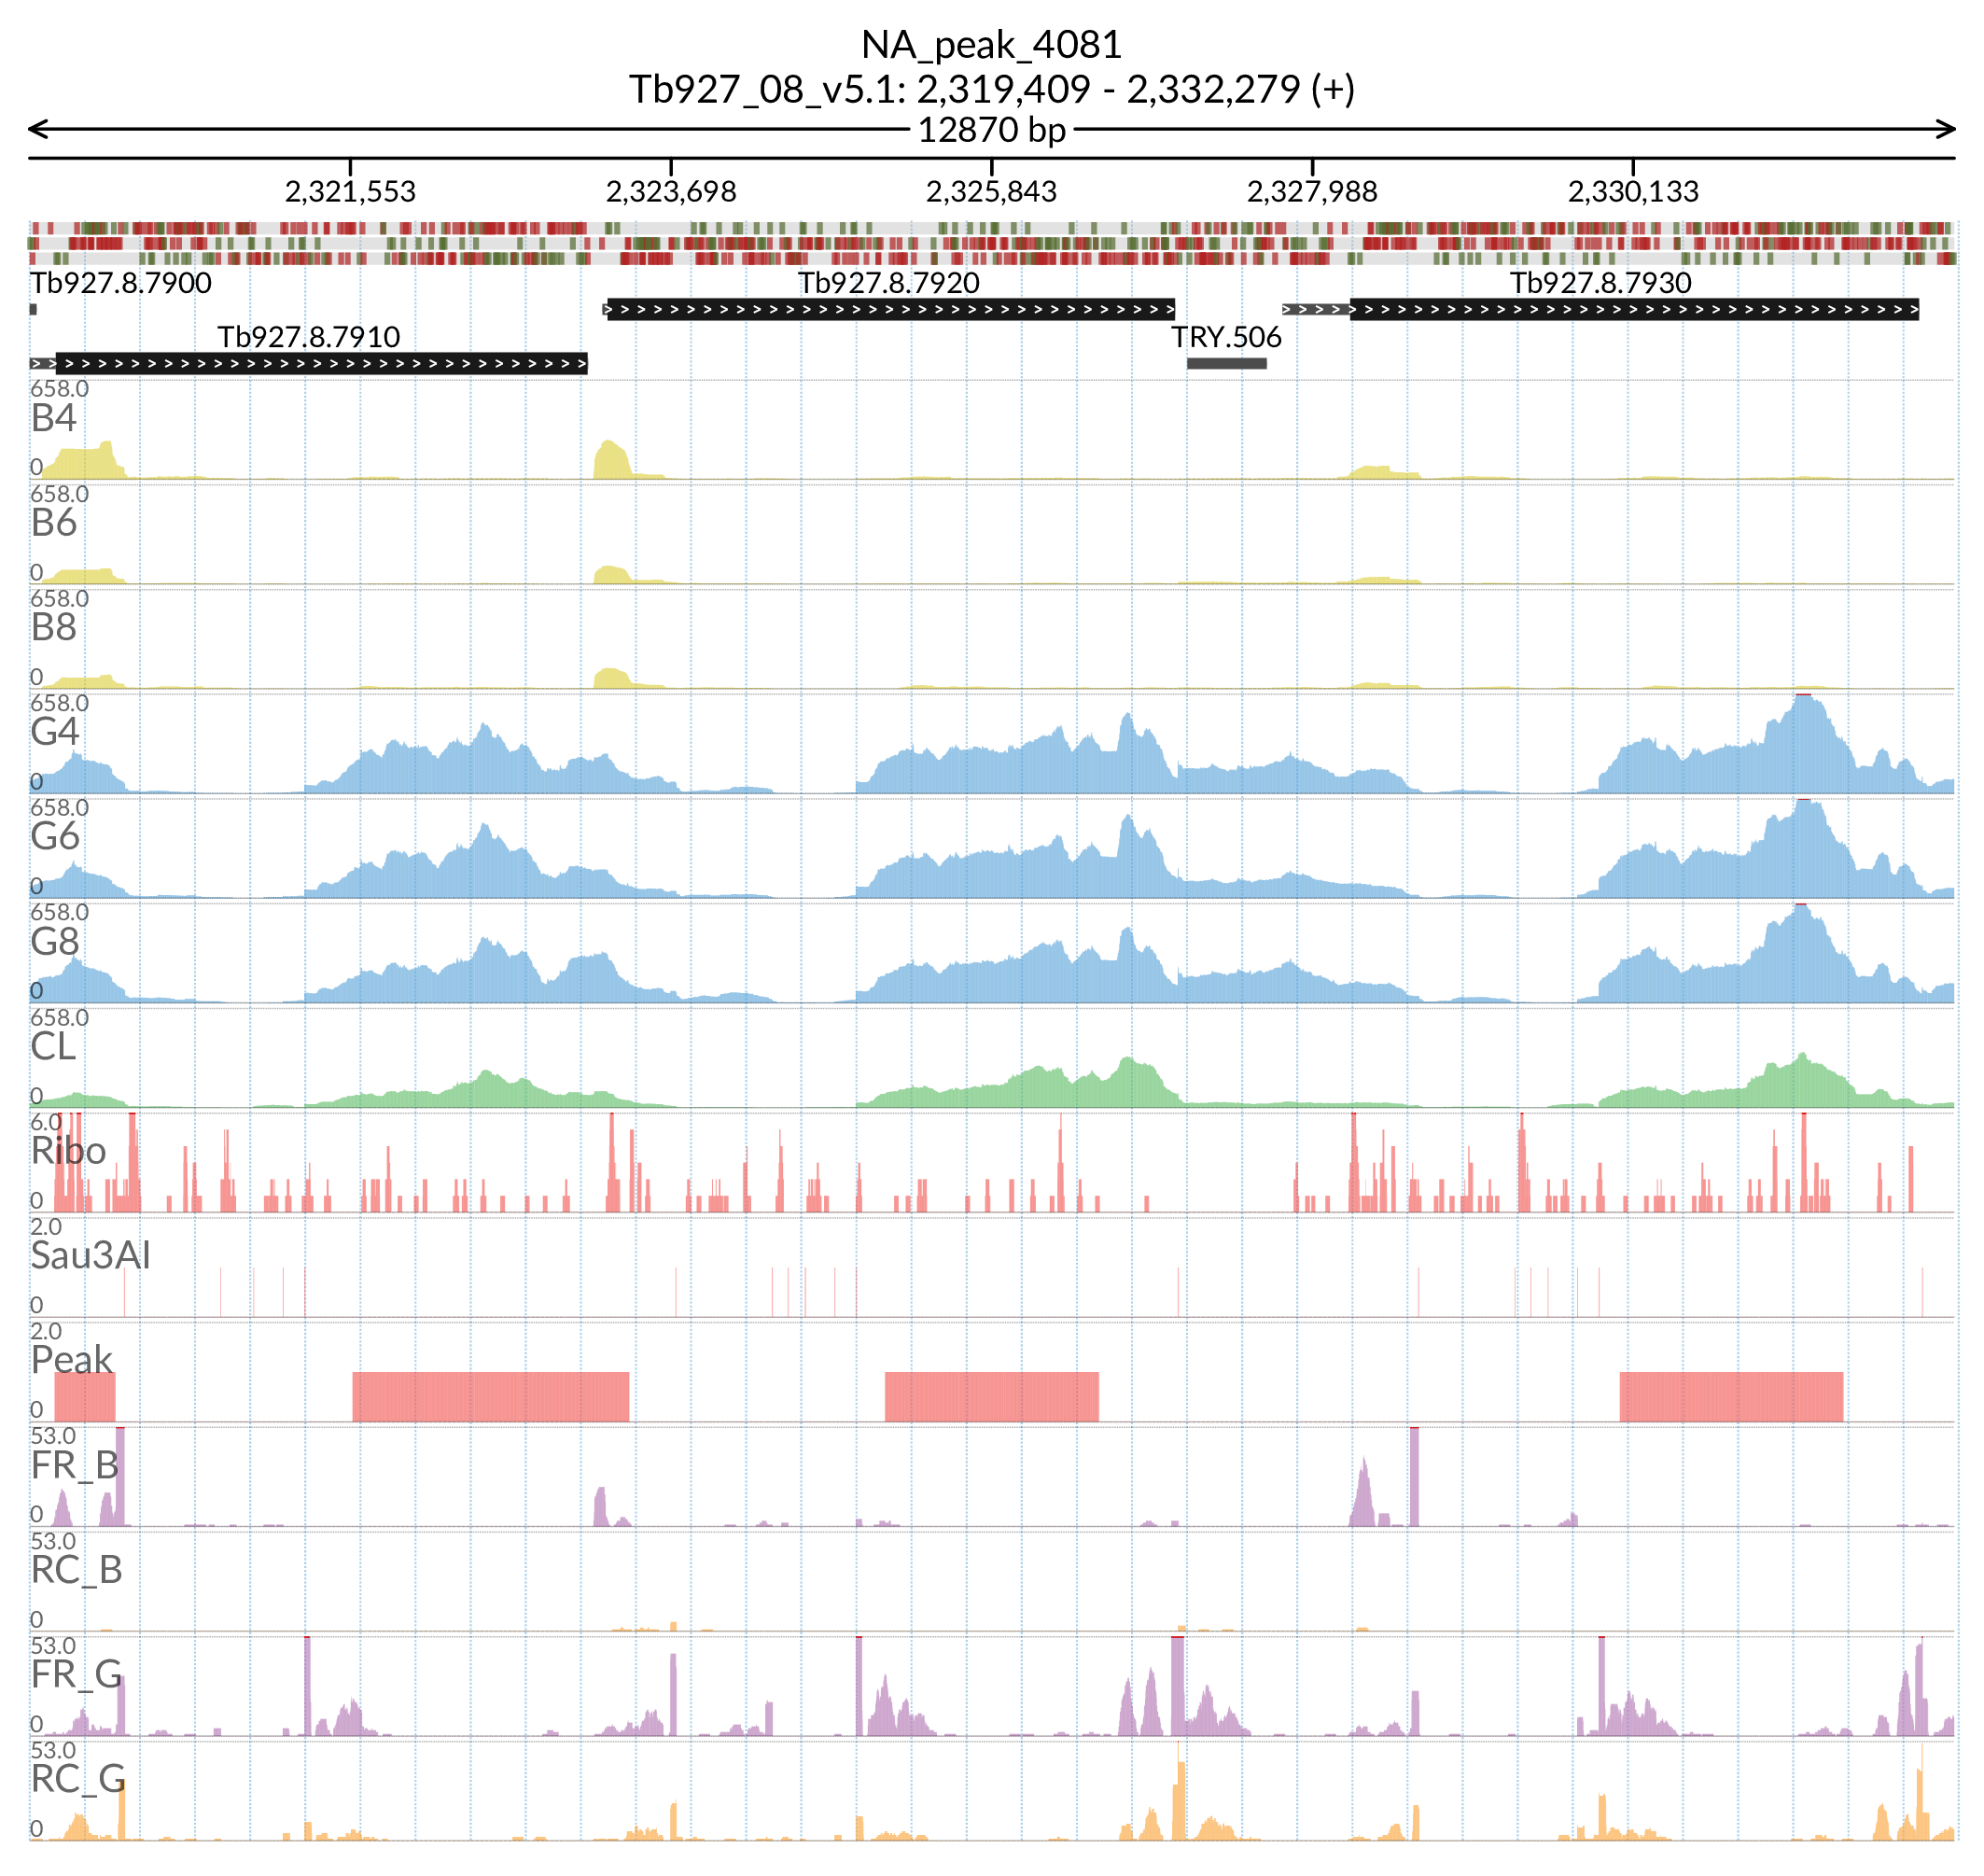 NA_peak_4081
Tb927_08_v5.1: 2,319,409 - 2,332,279 (+)
12870 bp
2,321,553 2,323,698 2,325,843 2,327,988 2,330,133
Tb927.8.7900 Tb927.8.7920 Tb927.8.7930
Tb927.8.7910 TRY.506
658.0
B4
0
658.0
B6
0
658.0
B8
0
658.0
G4
0
658.0
G6
0
658.0
G8
0
658.0
CL
0
6.0
Ribo
0
2.0
Sau3AI
0
2.0
Peak
0
53.0
FR_B
0
53.0
RC_B
0
53.0
FR_G
0
53.0
RC_G
0